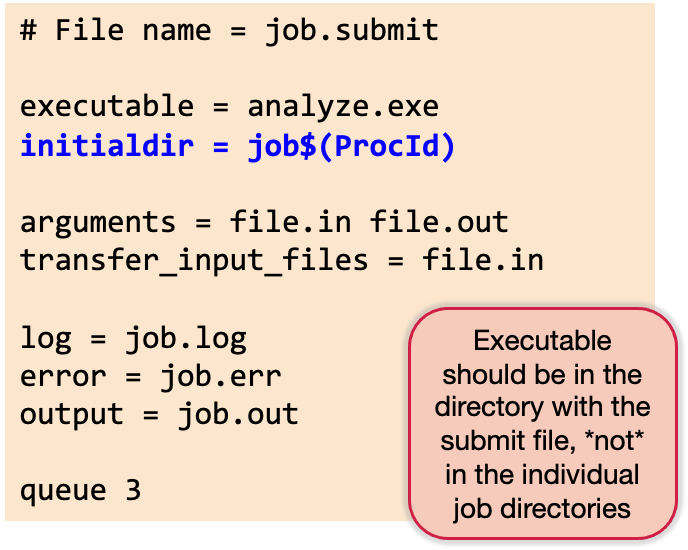 # File name = job.submit
executable = analyze.exe
initialdir = job$(ProcId)
arguments = file.in file.out
transfer_input_files = file.in
log = job.log
error = job.err
output = job.out
queue 3
Executable
should be in the
directory with the
submit file, *not*
in the individual
job directories